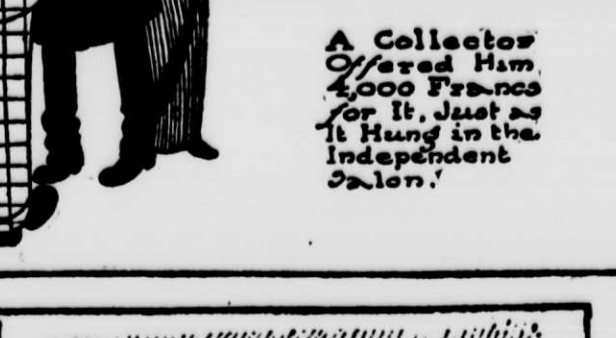 A Collector
Offered Him
4,000 Francs
for It, Just as
It Hung in the
Independent
Salon."